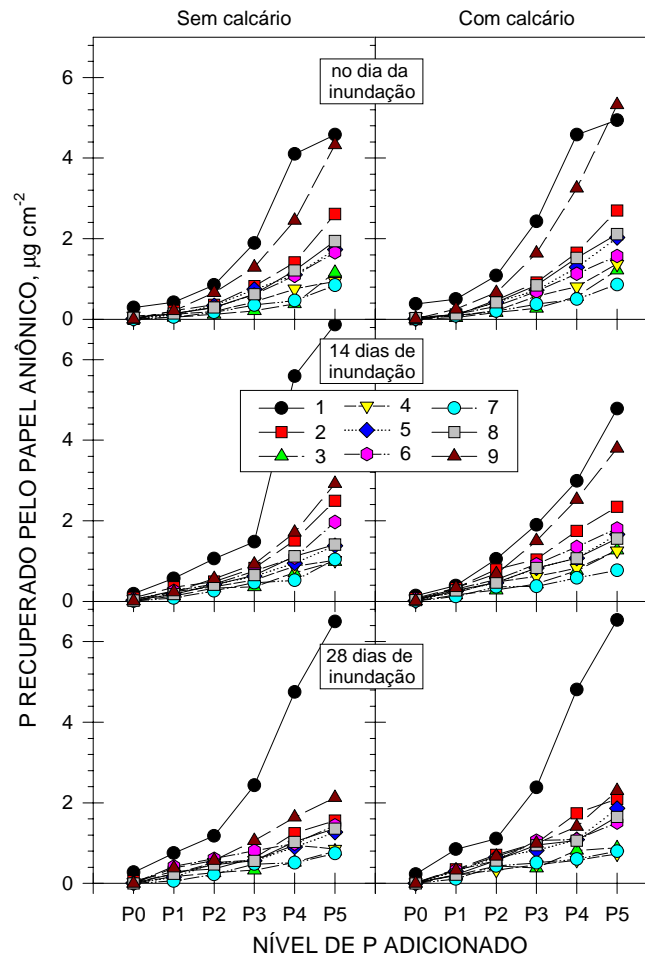 Sem calcário
Com calcário
6
4
2
0
no dia da
inundação
6
4
2
0
14 dias de
inundação
1
2
3
4
5
6
7
8
9
6
4
2
0
28 dias de
inundação
P0 P1 P2 P3 P4 P5
P0 P1 P2 P3 P4 P5
NÍVEL DE P ADICIONADO
P RECUPERADO PELO PAPEL ANIÔNICO, µg cm⁻²